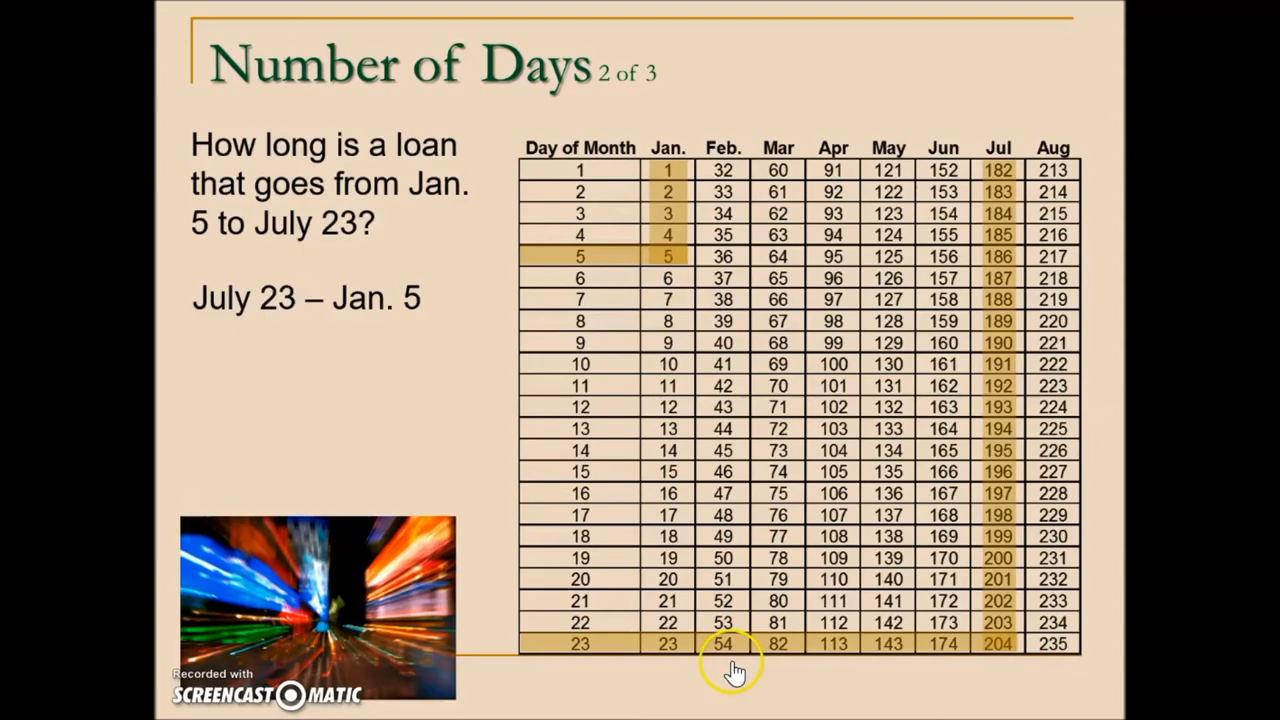 Number of Days 2 of 3
How long is a loan
that goes from Jan.
5 to July 23?
July 23 – Jan. 5
Day of Month Jan. Feb. Mar Apr May Jun Jul Aug
1 1 32 60 91 121 152 182 213
2 2 33 61 92 122 153 183 214
3 3 34 62 93 123 154 184 215
4 4 35 63 94 124 155 185 216
5 5 36 64 95 125 156 186 217
6 6 37 65 96 126 157 187 218
7 7 38 66 97 127 158 188 219
8 8 39 67 98 128 159 189 220
9 9 40 68 99 129 160 190 221
10 10 41 69 100 130 161 191 222
11 11 42 70 101 131 162 192 223
12 12 43 71 102 132 163 193 224
13 13 44 72 103 133 164 194 225
14 14 45 73 104 134 165 195 226
15 15 46 74 105 135 166 196 227
16 16 47 75 106 136 167 197 228
17 17 48 76 107 137 168 198 229
18 18 49 77 108 138 169 199 230
19 19 50 78 109 139 170 200 231
20 20 51 79 110 140 171 201 232
21 21 52 80 111 141 172 202 233
22 22 53 81 112 142 173 203 234
23 23 54 82 113 143 174 204 235
Recorded with
SCREENCAST MATIC